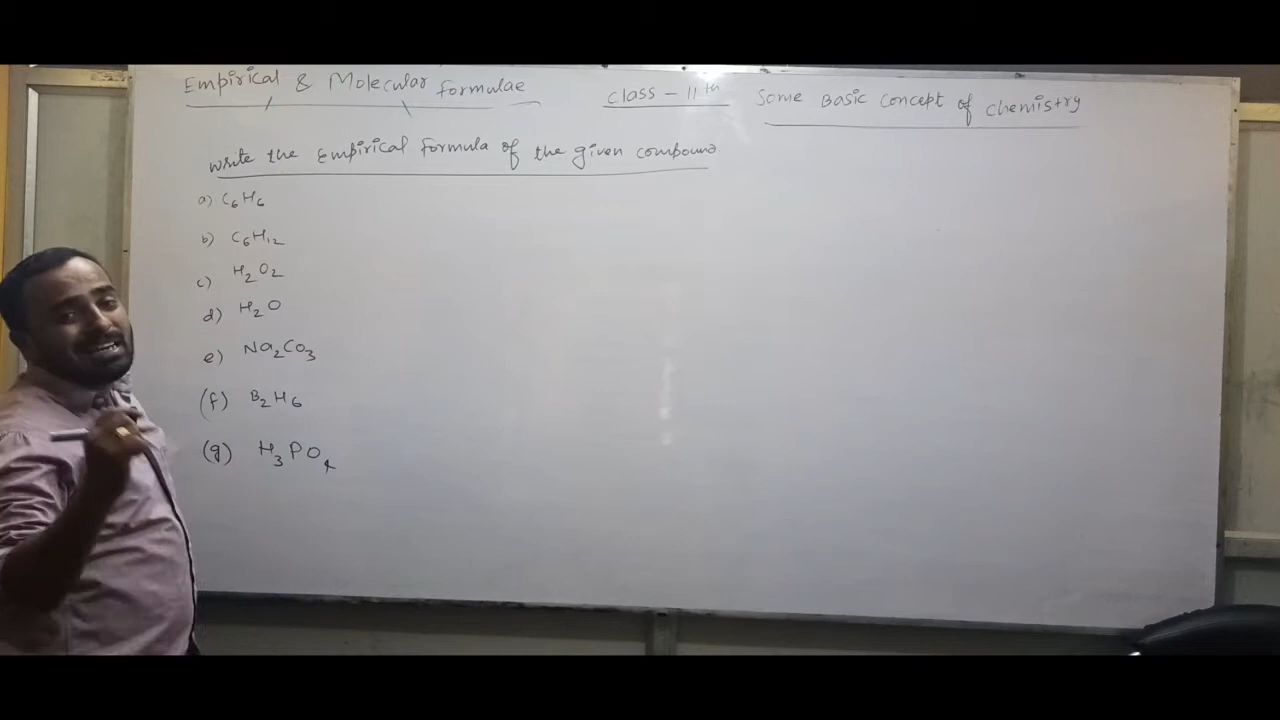 Empirical & Molecular formulae
class - 11th
Some Basic Concept of Chemistry
write the Empirical formula of the given compound
a) C6H6
b) C6H12
c) H2O2
d) H2O
e) Na2CO3
(f) B2H6
(g) H3PO4